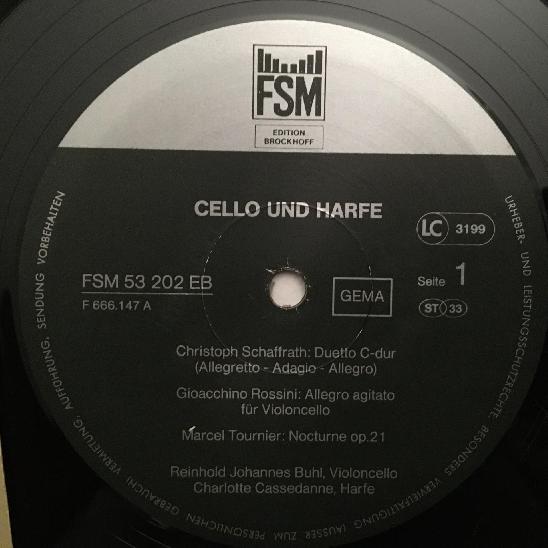 FSM
EDITION
BROCKHOFF
CELLO UND HARFE
LC 3199
FSM 53 202 EB
F 666.147 A
GEMA
Seite 1
ST 33
Christoph Schaffrath: Duetto C-dur
(Allegretto - Adagio - Allegro)
Gioacchino Rossini: Allegro agitato
für Violoncello
Marcel Tournier: Nocturne op.21
Reinhold Johannes Buhl, Violoncello
Charlotte Cassedanne, Harfe
URHEBER- UND LEISTUNGSSCHUTZRECHTE BESONDERS VERVIELFÄLTIGUNG (AUSSER ZUM PERSÖNLICHEN GEBRAUCH) VERMIETUNG, AUFFÜHRUNG, SENDUNG VORBEHALTEN